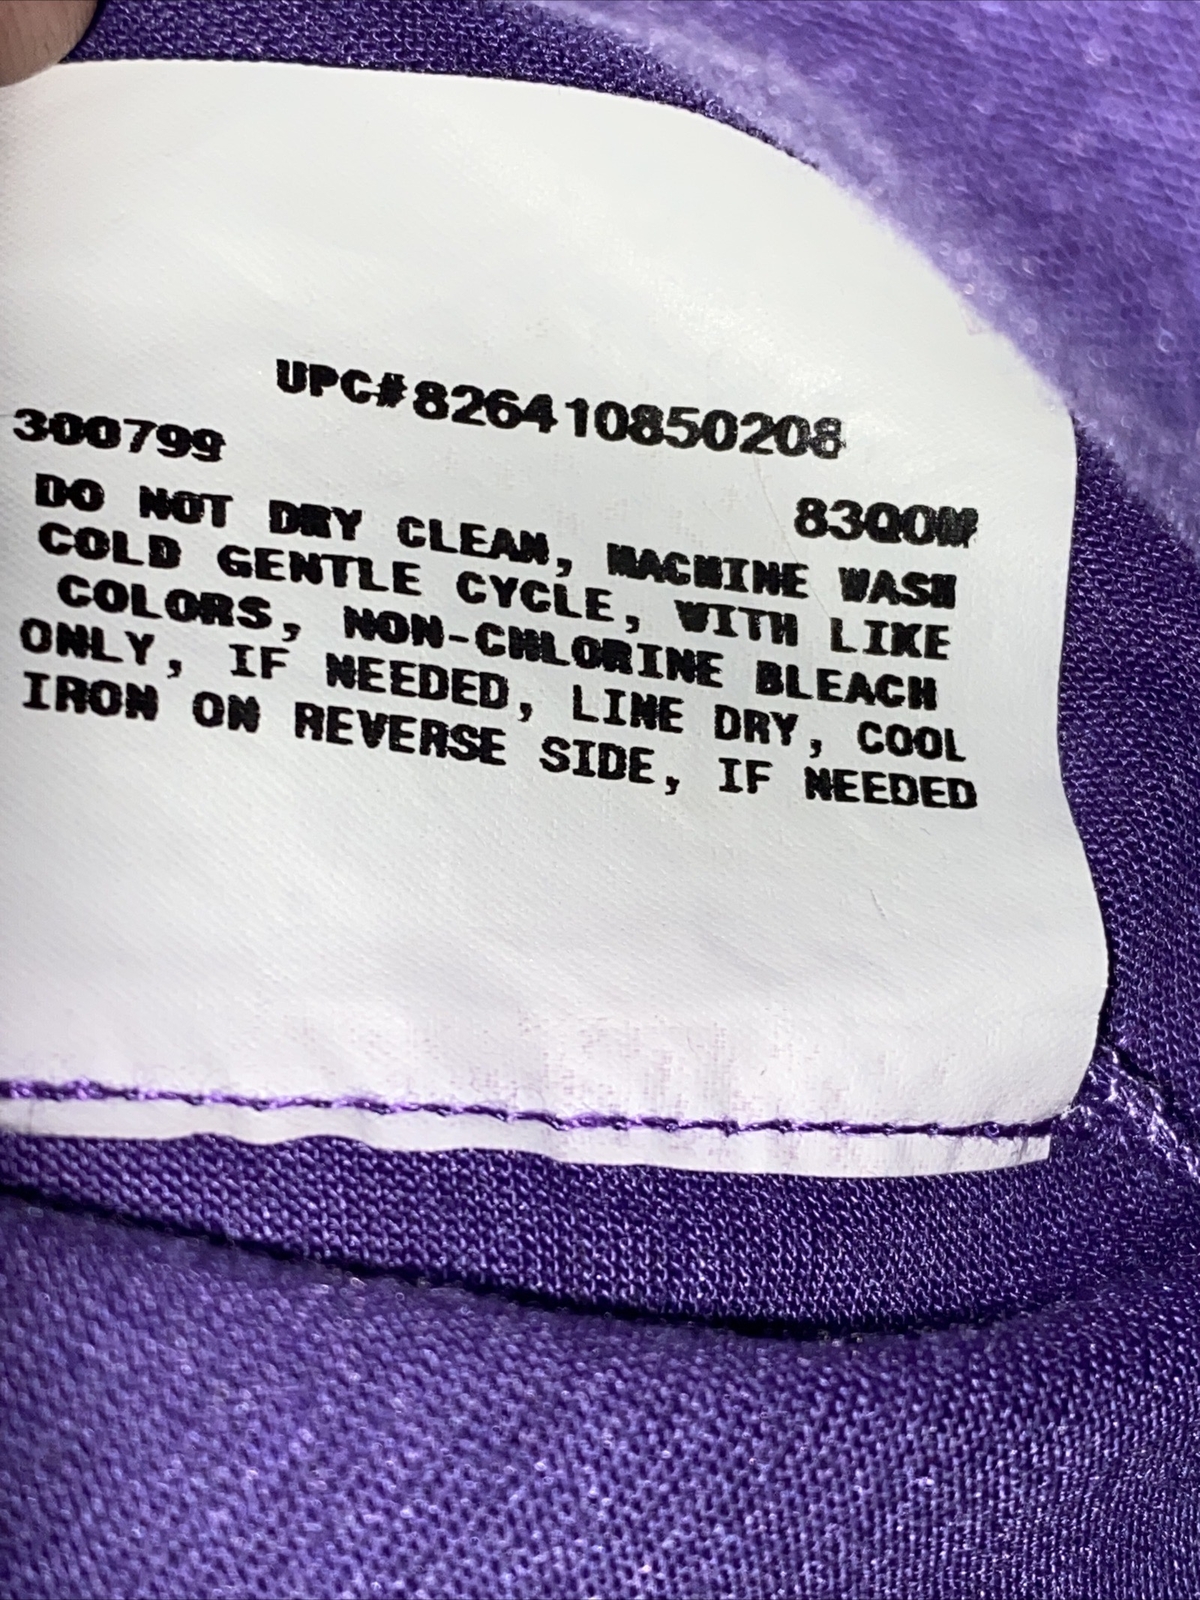 UPC#826410850208
300799
83Q0M
DO NOT DRY CLEAN, MACHINE WASH
COLD GENTLE CYCLE, WITH LIKE
COLORS, NON-CHLORINE BLEACH
ONLY, IF NEEDED, LINE DRY, COOL
IRON ON REVERSE SIDE, IF NEEDED